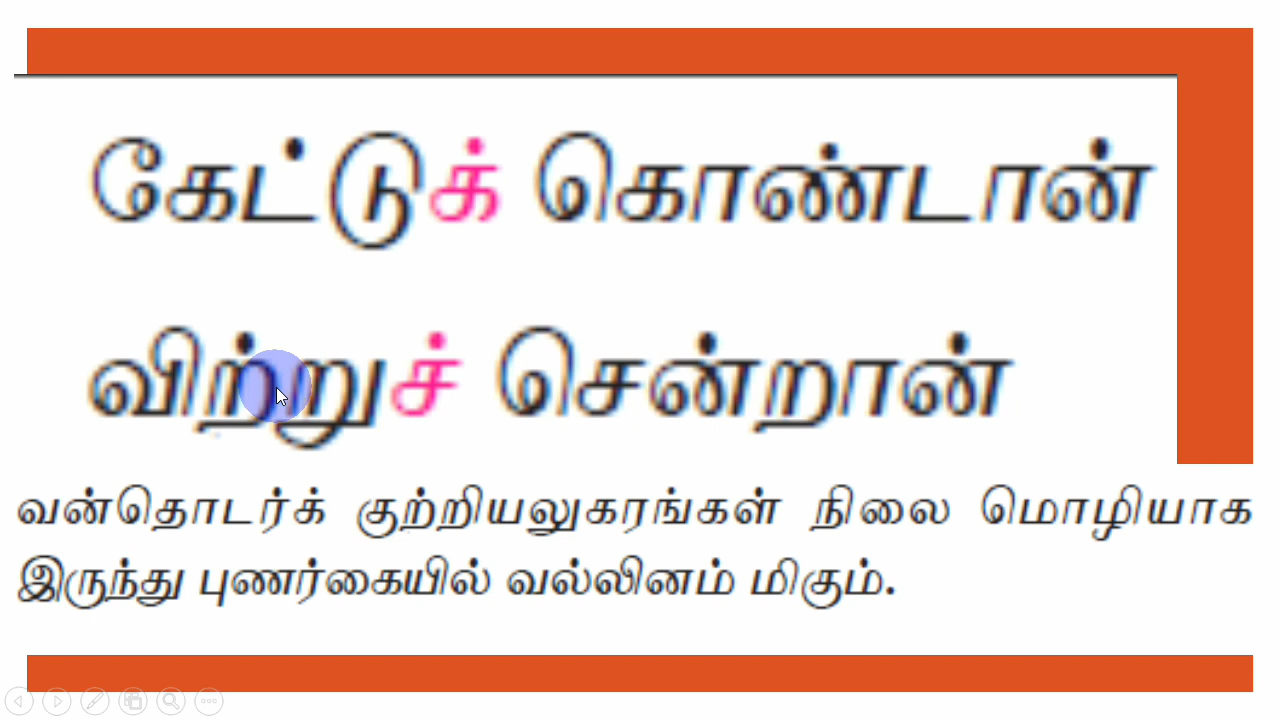 கேட்டுக் கொண்டான்
விற்றுச் சென்றான்
வன்தொடர்க் குற்றியலுகரங்கள் நிலை மொழியாக
இருந்து புணர்கையில் வல்லினம் மிகும்.